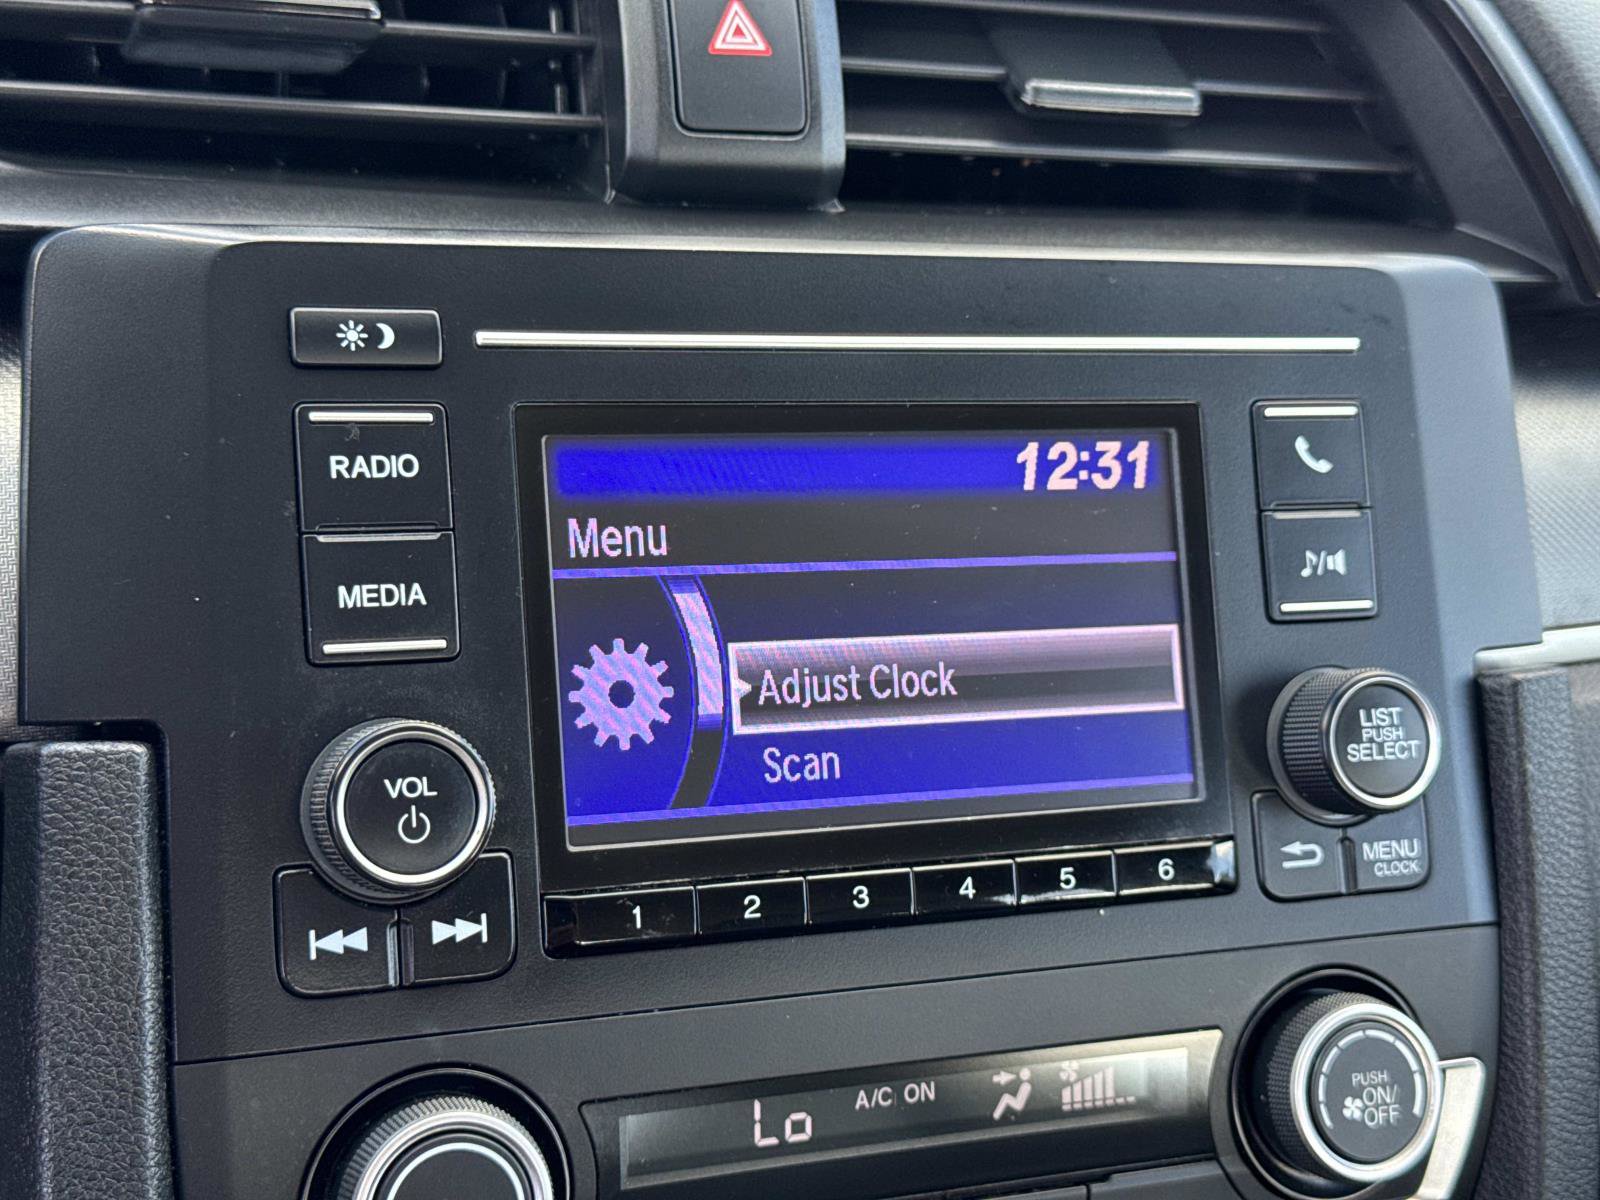 RADIO
MEDIA
VOL
12:31
Menu
Adjust Clock
Scan
1 2 3 4 5 6
LIST
PUSH
SELECT
MENU
CLOCK
Lo
A/C ON
PUSH
ON/
OFF